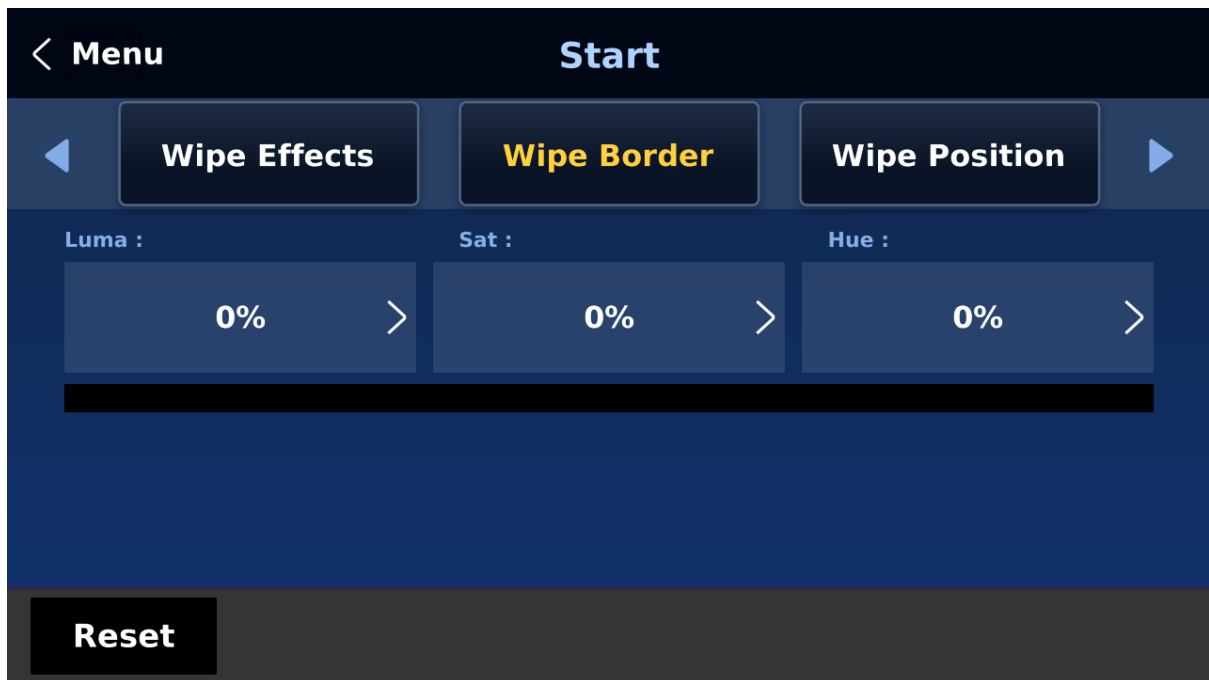 Menu
Start
Wipe Effects
Wipe Border
Wipe Position
Luma :
Sat :
Hue :
0%
0%
0%
Reset